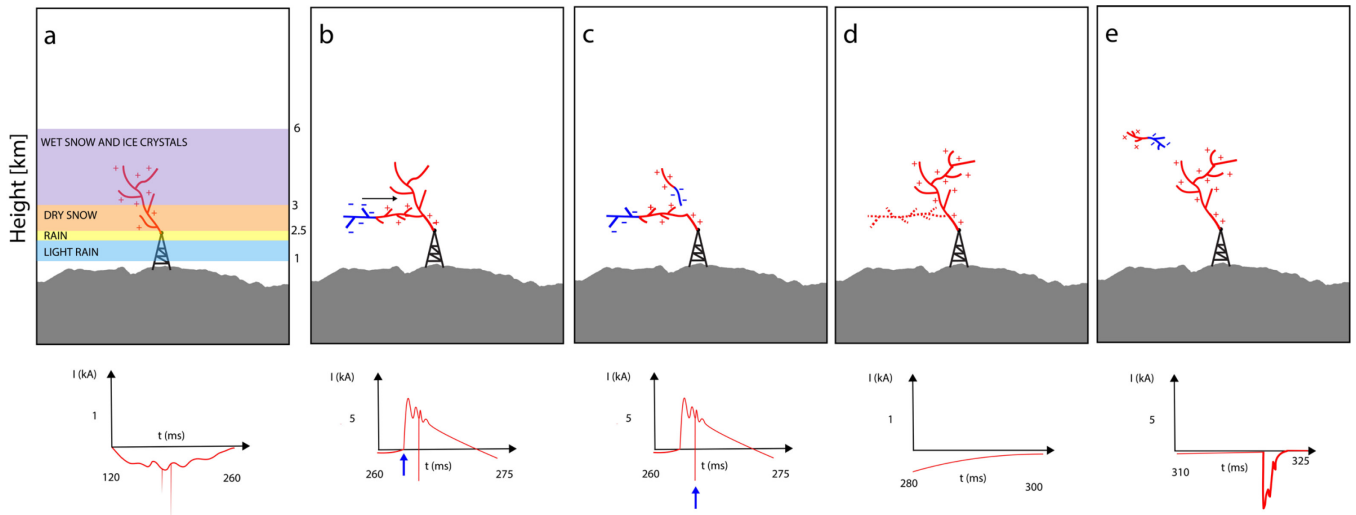 a
b
c
d
e
Height [km]
WET SNOW AND ICE CRYSTALS
DRY SNOW
RAIN
LIGHT RAIN
6
3
2.5
1
I (kA)
1
t (ms)
120
260
I (kA)
5
260
t (ms)
275
I (kA)
5
260
t (ms)
275
I (kA)
1
280
t (ms)
300
I (kA)
5
310
t (ms)
325